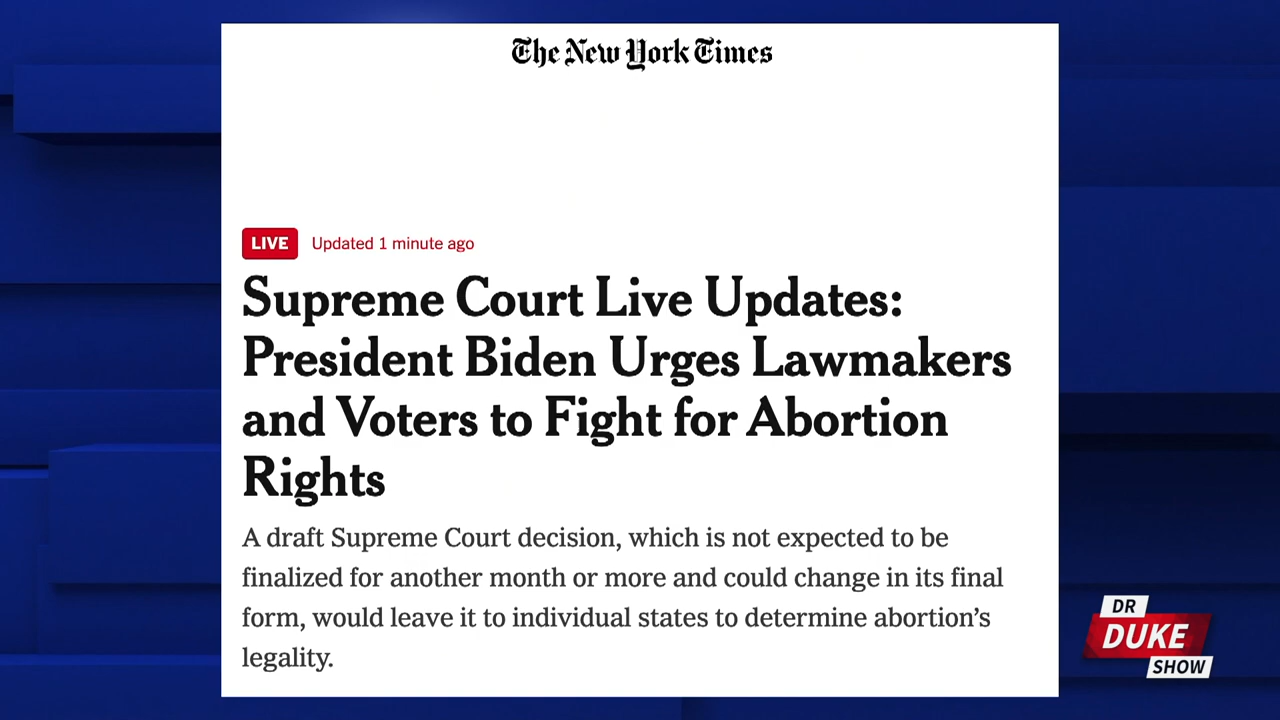 The New York Times
LIVE Updated 1 minute ago
Supreme Court Live Updates:
President Biden Urges Lawmakers
and Voters to Fight for Abortion
Rights
A draft Supreme Court decision, which is not expected to be
finalized for another month or more and could change in its final
form, would leave it to individual states to determine abortion’s
legality.
DR
DUKE
SHOW